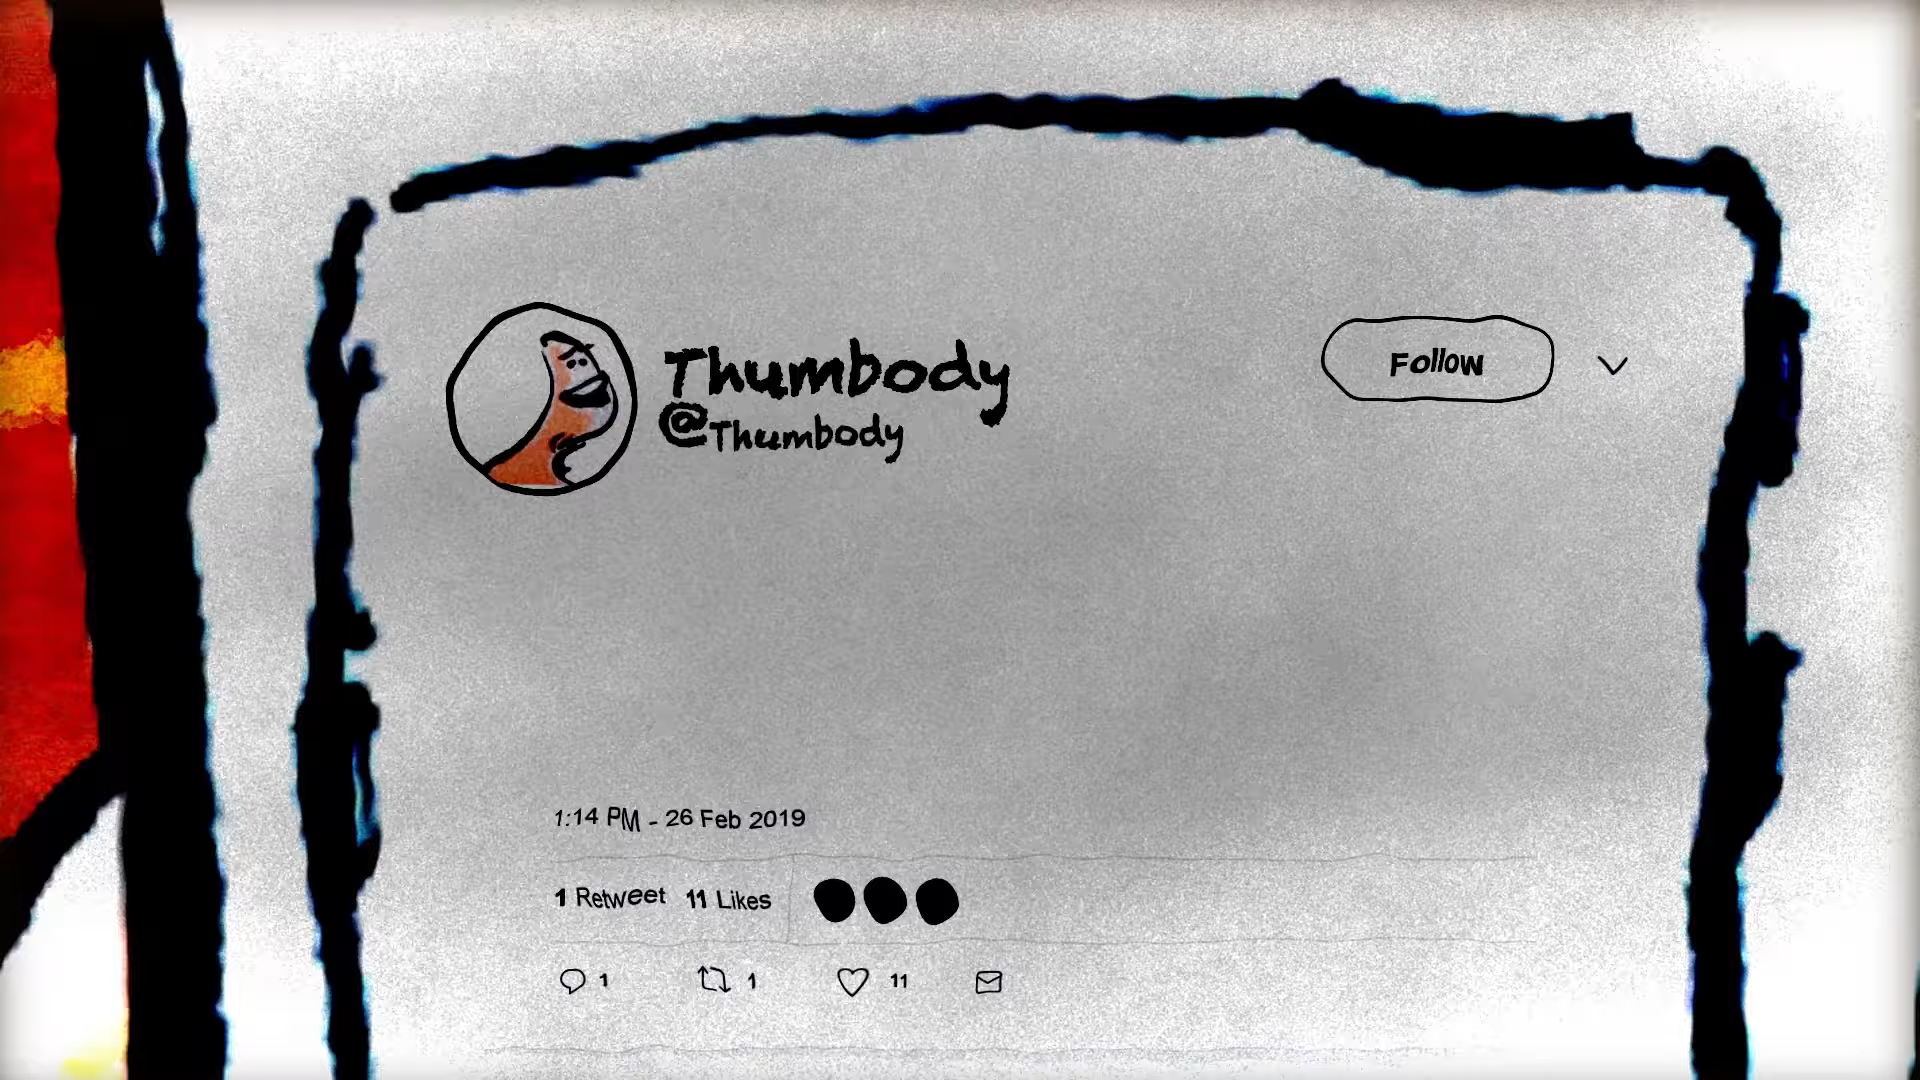 Thumbody
@Thumbody
Follow
1:14 PM - 26 Feb 2019
1 Retweet 11 Likes
1 1 11